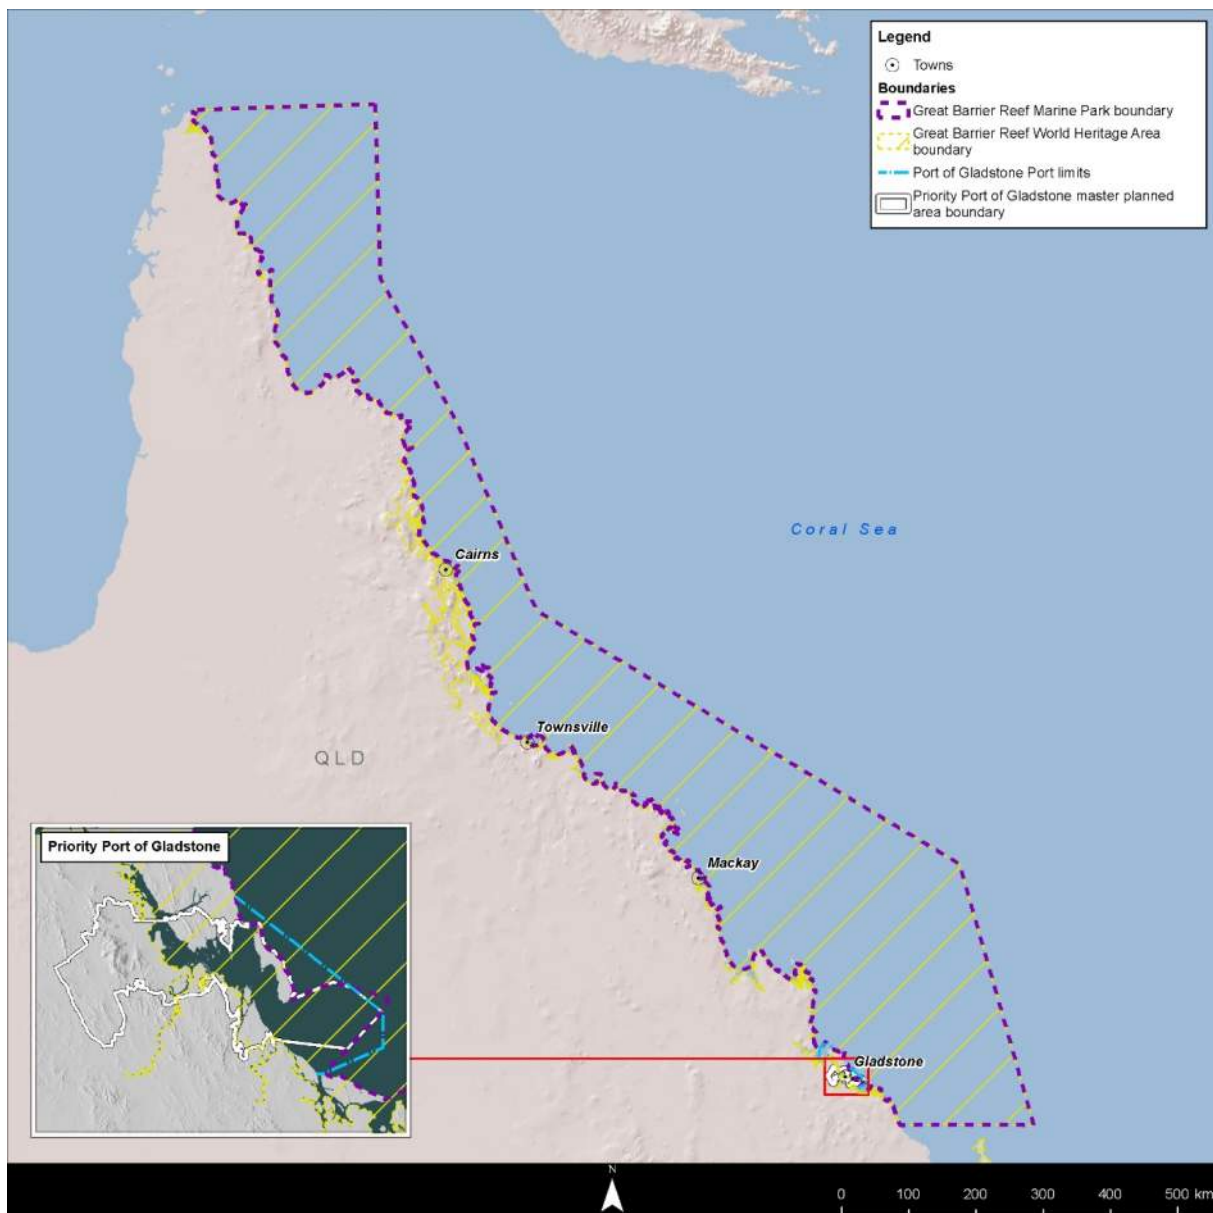 Legend
Towns
Boundaries
Great Barrier Reef Marine Park boundary
Great Barrier Reef World Heritage Area
boundary
Port of Gladstone Port limits
Priority Port of Gladstone master planned
area boundary
Coral Sea
Cairns
Townsville
QLD
Mackay
Priority Port of Gladstone
Gladstone
N
0 100 200 300 400 500 km